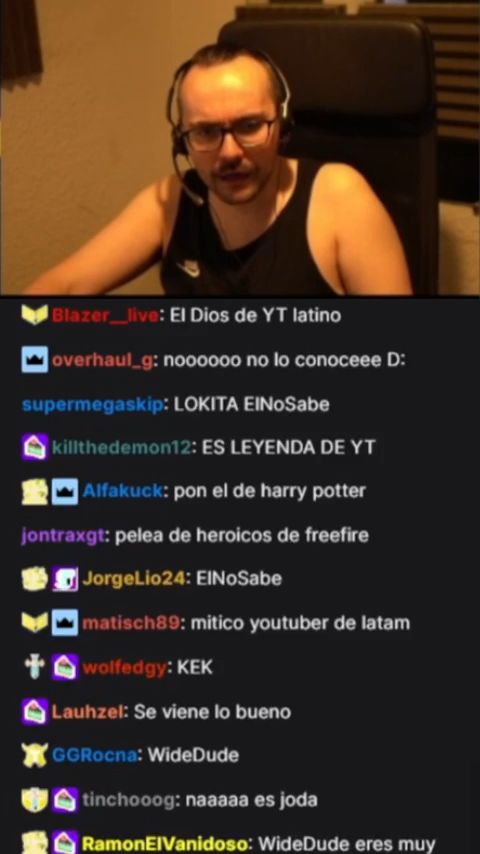 Blazer__live: El Dios de YT latino
overhaul_g: noooooo no lo conoceee D:
supermegaskip: LOKITA ElNoSabe
killthedemon12: ES LEYENDA DE YT
Alfakuck: pon el de harry potter
jontraxgt: pelea de heroicos de freefire
JorgeLio24: ElNoSabe
matisch89: mitico youtuber de latam
wolfedgy: KEK
Lauhzel: Se viene lo bueno
GGRocna: WideDude
tinchooog: naaaaa es joda
RamonElVanidoso: WideDude eres muy